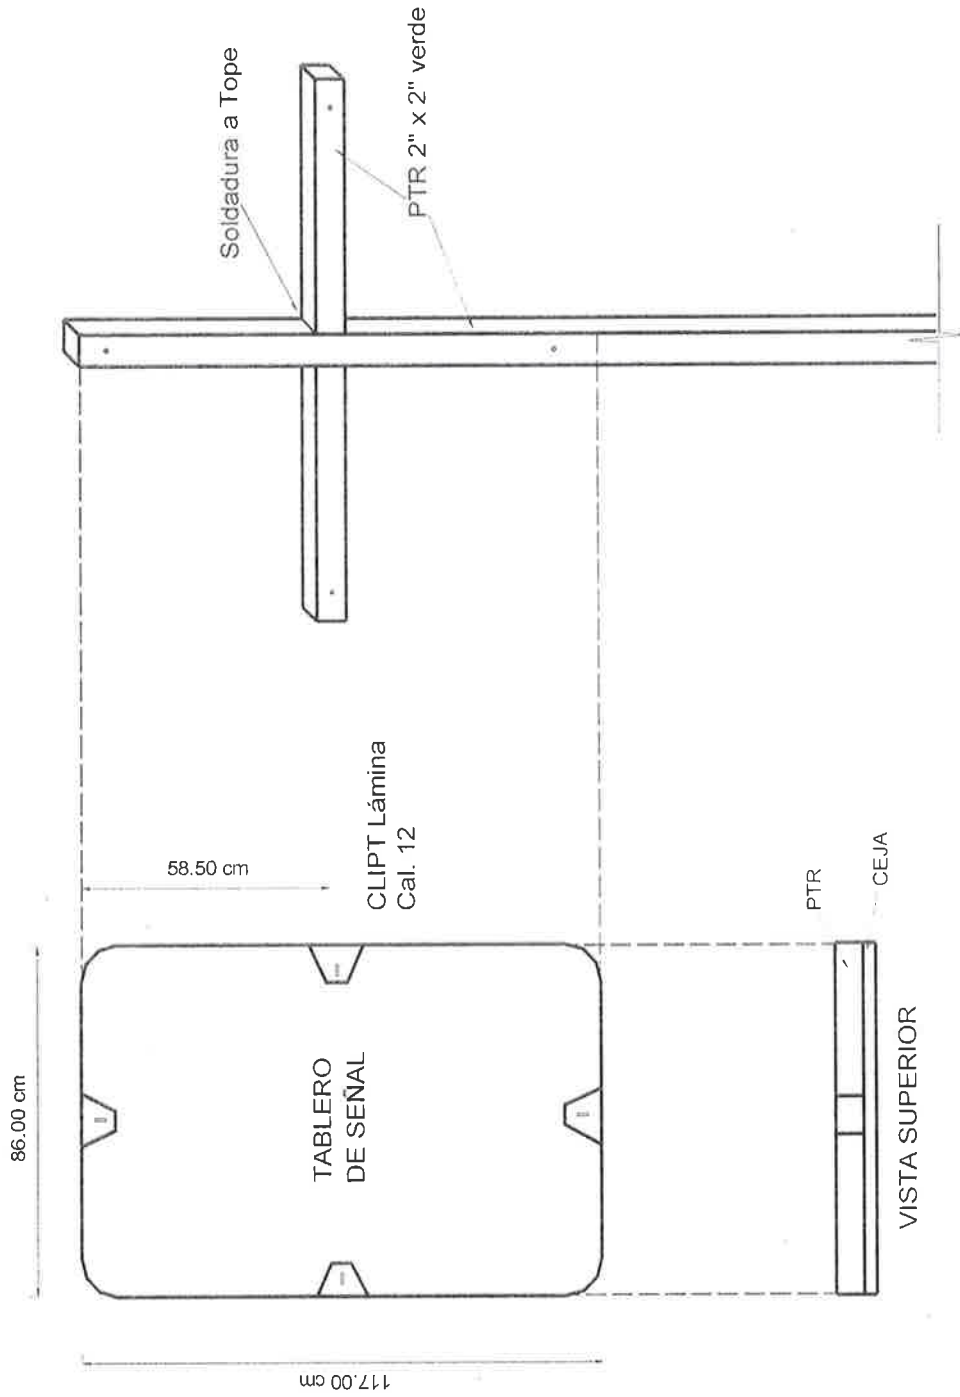 86.00 cm
117.00 cm
58.50 cm
TABLERO
DE SEÑAL
CLIPT Lámina
Cal. 12
Soldadura a Tope
PTR 2" x 2" verde
PTR
CEJA
VISTA SUPERIOR